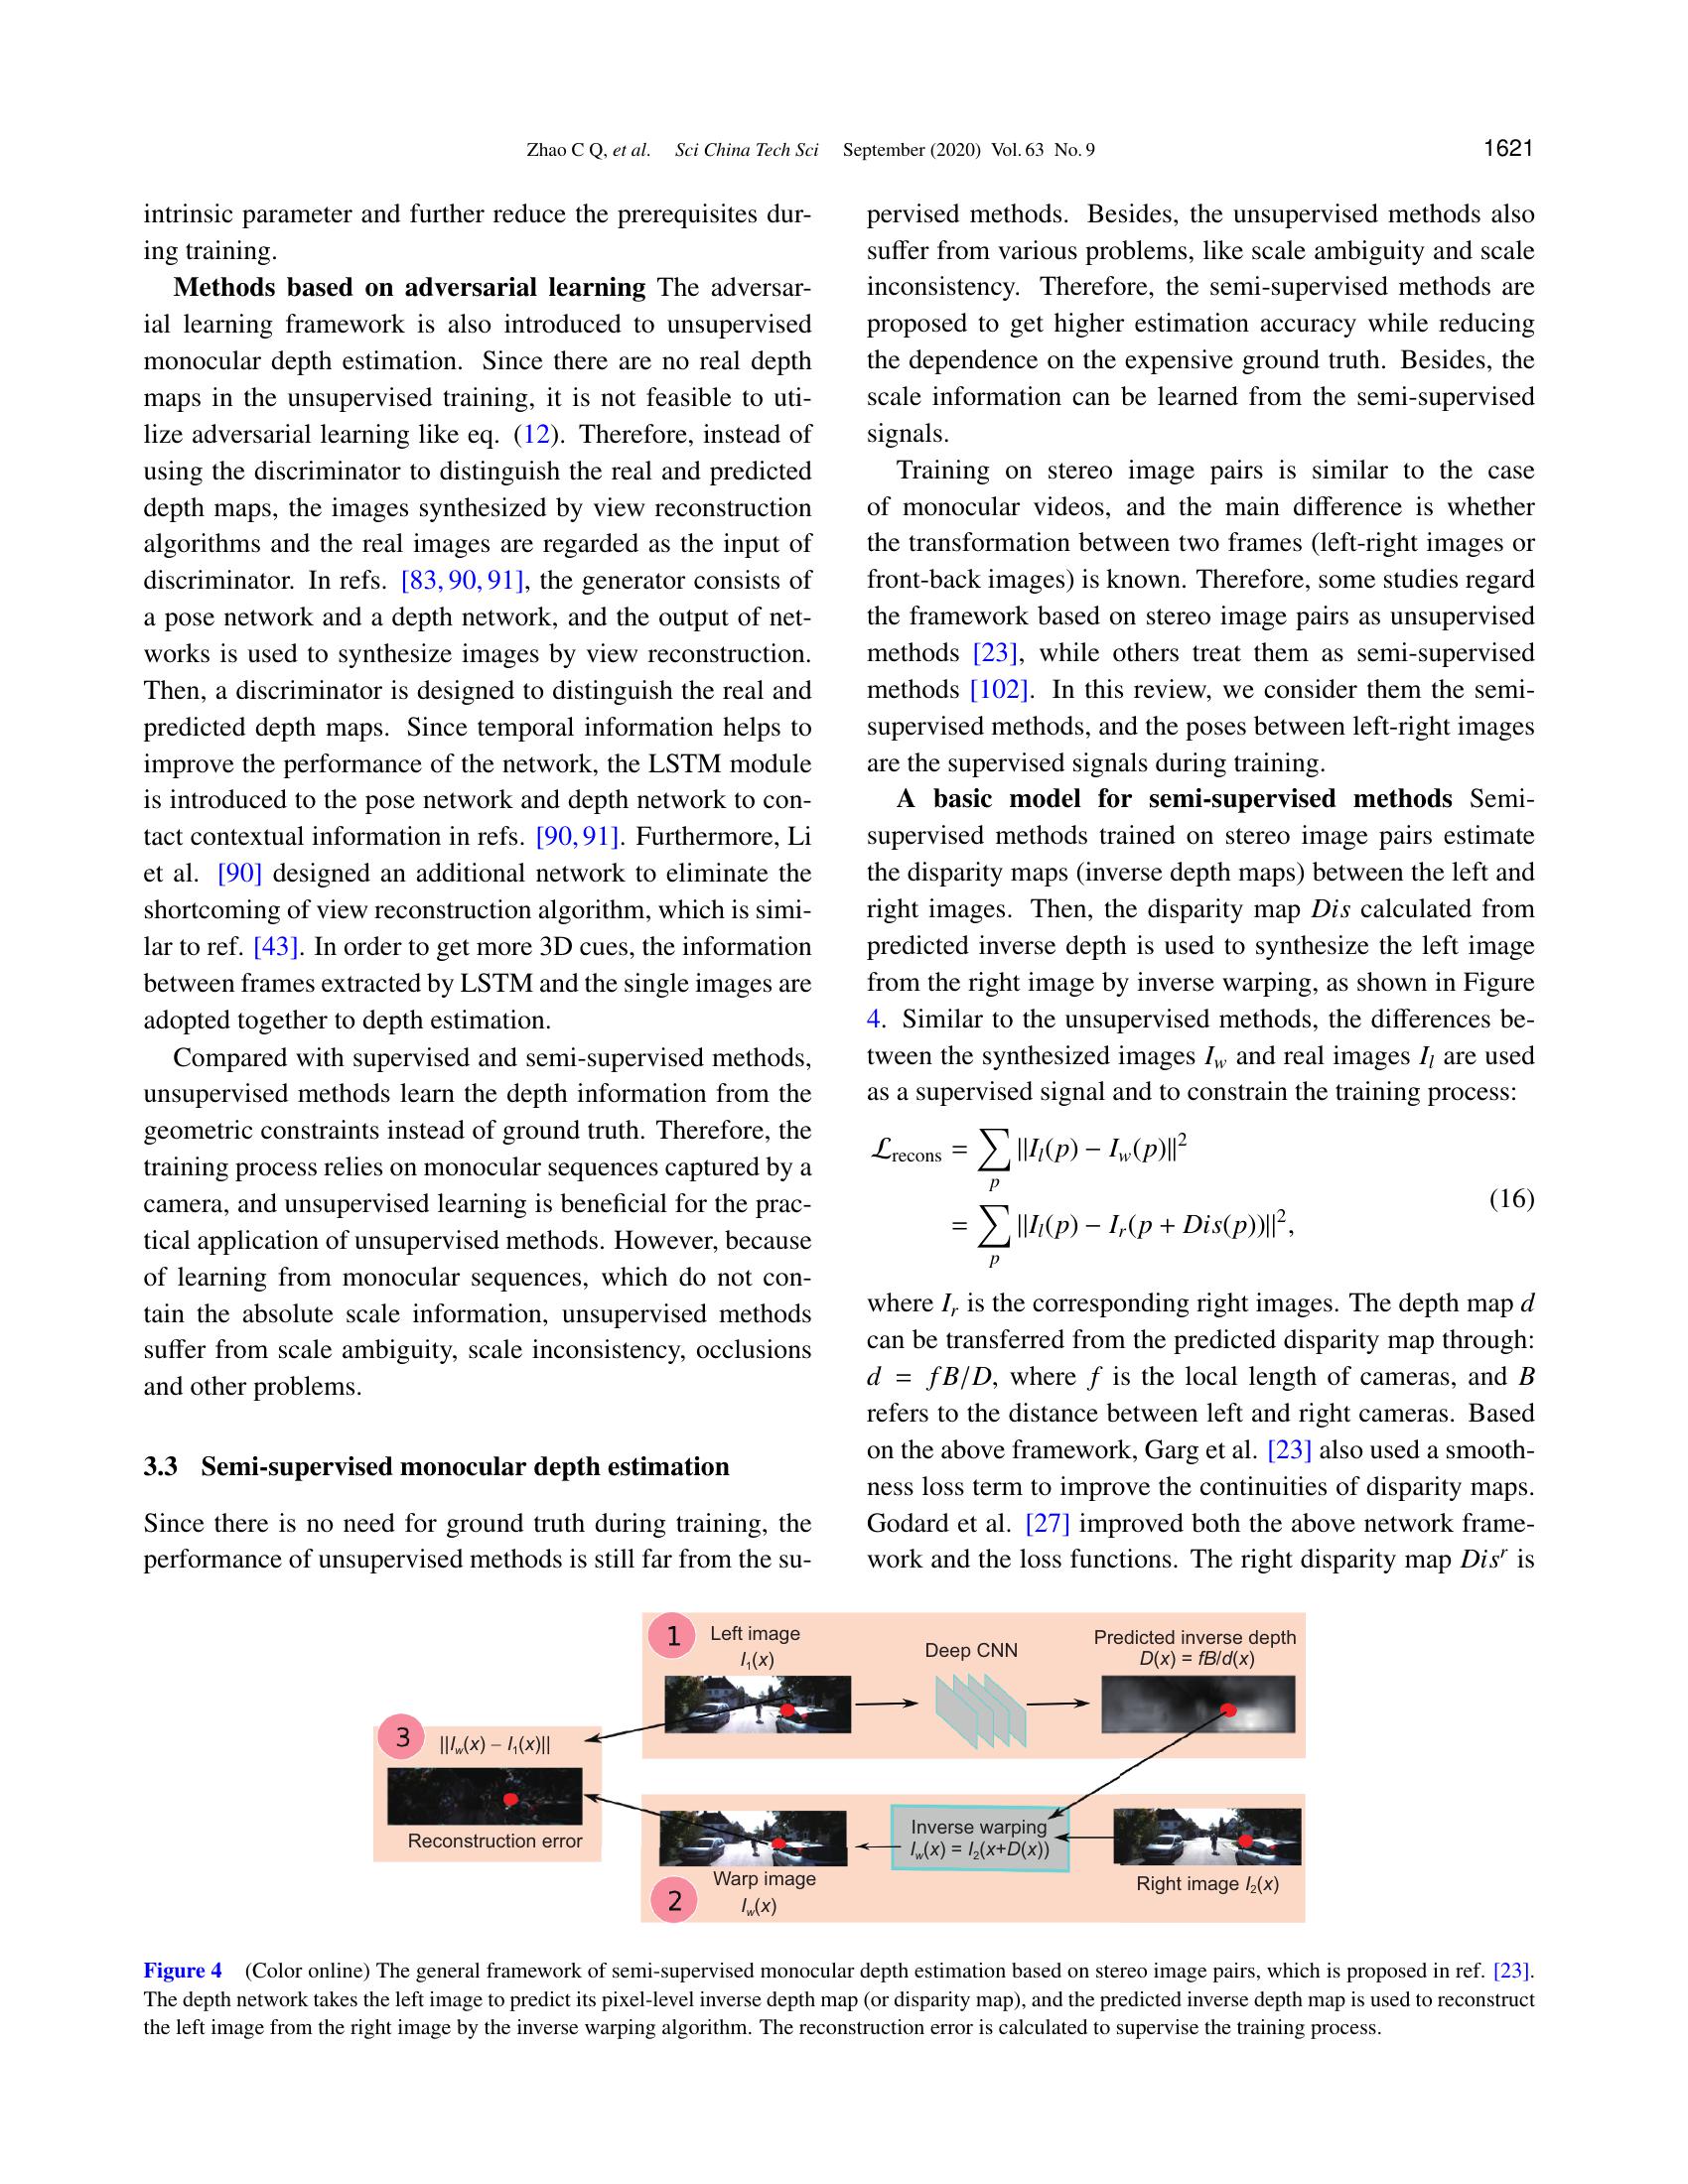 Zhao C Q, et al. Sci China Tech Sci September (2020) Vol. 63 No. 9 1621
intrinsic parameter and further reduce the prerequisites dur-
ing training.
Methods based on adversarial learning The adversar-
ial learning framework is also introduced to unsupervised
monocular depth estimation. Since there are no real depth
maps in the unsupervised training, it is not feasible to uti-
lize adversarial learning like eq. (12). Therefore, instead of
using the discriminator to distinguish the real and predicted
depth maps, the images synthesized by view reconstruction
algorithms and the real images are regarded as the input of
discriminator. In refs. [83, 90, 91], the generator consists of
a pose network and a depth network, and the output of net-
works is used to synthesize images by view reconstruction.
Then, a discriminator is designed to distinguish the real and
predicted depth maps. Since temporal information helps to
improve the performance of the network, the LSTM module
is introduced to the pose network and depth network to con-
tact contextual information in refs. [90, 91]. Furthermore, Li
et al. [90] designed an additional network to eliminate the
shortcoming of view reconstruction algorithm, which is simi-
lar to ref. [43]. In order to get more 3D cues, the information
between frames extracted by LSTM and the single images are
adopted together to depth estimation.
Compared with supervised and semi-supervised methods,
unsupervised methods learn the depth information from the
geometric constraints instead of ground truth. Therefore, the
training process relies on monocular sequences captured by a
camera, and unsupervised learning is beneficial for the prac-
tical application of unsupervised methods. However, because
of learning from monocular sequences, which do not con-
tain the absolute scale information, unsupervised methods
suffer from scale ambiguity, scale inconsistency, occlusions
and other problems.
3.3 Semi-supervised monocular depth estimation
Since there is no need for ground truth during training, the
performance of unsupervised methods is still far from the su-
pervised methods. Besides, the unsupervised methods also
suffer from various problems, like scale ambiguity and scale
inconsistency. Therefore, the semi-supervised methods are
proposed to get higher estimation accuracy while reducing
the dependence on the expensive ground truth. Besides, the
scale information can be learned from the semi-supervised
signals.
Training on stereo image pairs is similar to the case
of monocular videos, and the main difference is whether
the transformation between two frames (left-right images or
front-back images) is known. Therefore, some studies regard
the framework based on stereo image pairs as unsupervised
methods [23], while others treat them as semi-supervised
methods [102]. In this review, we consider them the semi-
supervised methods, and the poses between left-right images
are the supervised signals during training.
A basic model for semi-supervised methods Semi-
supervised methods trained on stereo image pairs estimate
the disparity maps (inverse depth maps) between the left and
right images. Then, the disparity map Dis calculated from
predicted inverse depth is used to synthesize the left image
from the right image by inverse warping, as shown in Figure
4. Similar to the unsupervised methods, the differences be-
tween the synthesized images I_w and real images I_l are used
as a supervised signal and to constrain the training process:
ℒ_recons = ∑_p ||I_l(p) − I_w(p)||²
= ∑_p ||I_l(p) − I_r(p + Dis(p))||²,
(16)
where I_r is the corresponding right images. The depth map d
can be transferred from the predicted disparity map through:
d = fB/D, where f is the local length of cameras, and B
refers to the distance between left and right cameras. Based
on the above framework, Garg et al. [23] also used a smooth-
ness loss term to improve the continuities of disparity maps.
Godard et al. [27] improved both the above network frame-
work and the loss functions. The right disparity map Dis^r is
1 Left image
I₁(x)
Deep CNN
Predicted inverse depth
D(x) = fB/d(x)
3 ||I_w(x) − I₁(x)||
Reconstruction error
Warp image
2 I_w(x)
Inverse warping
I_w(x) = I₂(x+D(x))
Right image I₂(x)
Figure 4 (Color online) The general framework of semi-supervised monocular depth estimation based on stereo image pairs, which is proposed in ref. [23].
The depth network takes the left image to predict its pixel-level inverse depth map (or disparity map), and the predicted inverse depth map is used to reconstruct
the left image from the right image by the inverse warping algorithm. The reconstruction error is calculated to supervise the training process.